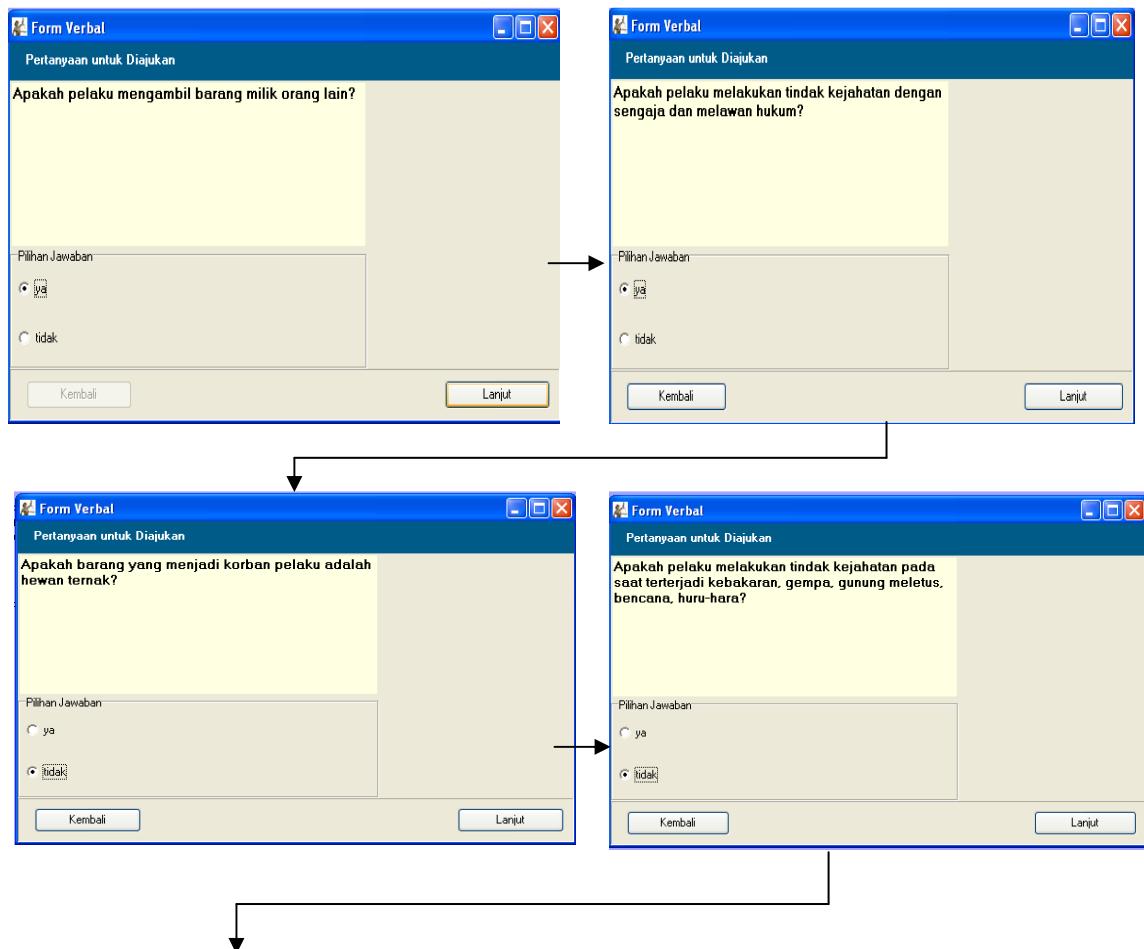 Form Verbal
Pertanyaan untuk Diajukan
Apakah pelaku mengambil barang milik orang lain?
Pilihan Jawaban
ya
tidak
Kembali
Lanjut
Form Verbal
Pertanyaan untuk Diajukan
Apakah pelaku melakukan tindak kejahatan dengan
sengaja dan melawan hukum?
Pilihan Jawaban
ya
tidak
Kembali
Lanjut
Form Verbal
Pertanyaan untuk Diajukan
Apakah barang yang menjadi korban pelaku adalah
hewan ternak?
Pilihan Jawaban
ya
tidak
Kembali
Lanjut
Form Verbal
Pertanyaan untuk Diajukan
Apakah pelaku melakukan tindak kejahatan pada
saat terterjadi kebakaran, gempa, gunung meletus,
bencana, huru-hara?
Pilihan Jawaban
ya
tidak
Kembali
Lanjut